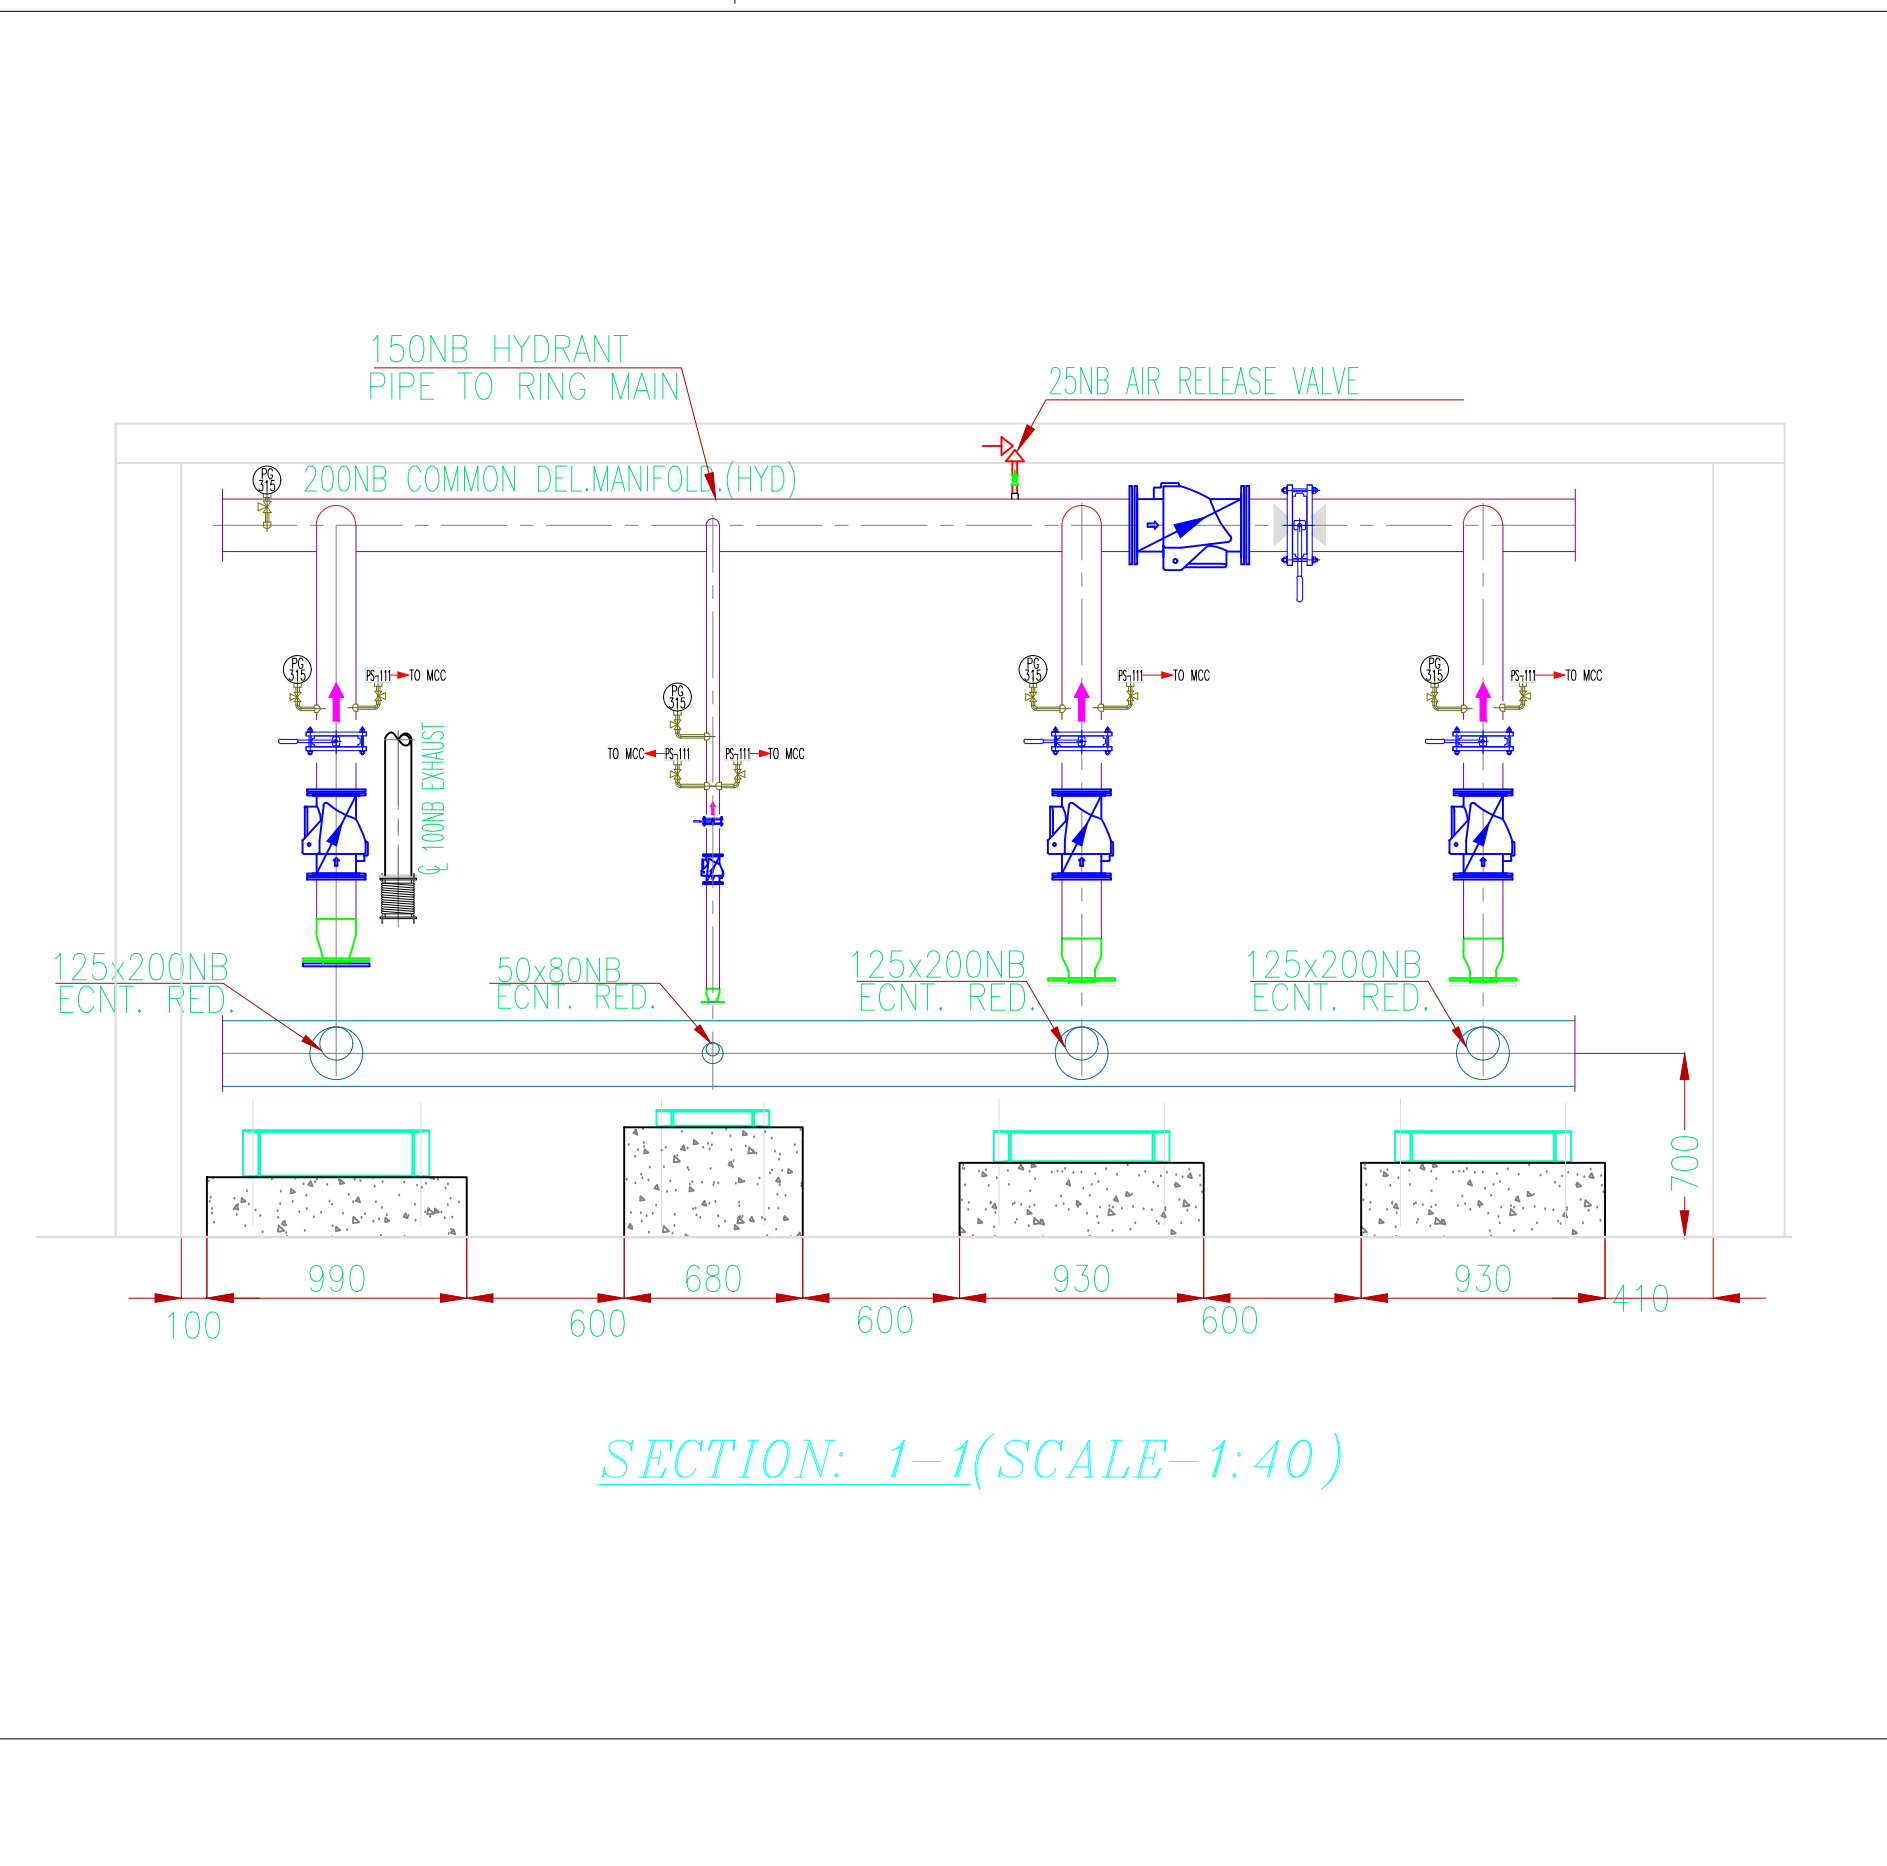 150NB HYDRANT
PIPE TO RING MAIN
25NB AIR RELEASE VALVE
PG
315
200NB COMMON DEL.MANIFOLD.(HYD)
PG
315
PS-111
TO MCC
PG
315
PG
315
PS-111
TO MCC
PG
315
PS-111
TO MCC
TO MCC
PS-111
PS-111
TO MCC
℄ 100NB EXHAUST
125x200NB
ECNT. RED.
50x80NB
ECNT. RED.
125x200NB
ECNT. RED.
125x200NB
ECNT. RED.
700
990
680
930
930
410
100
600
600
600
SECTION: 1-1(SCALE-1:40)